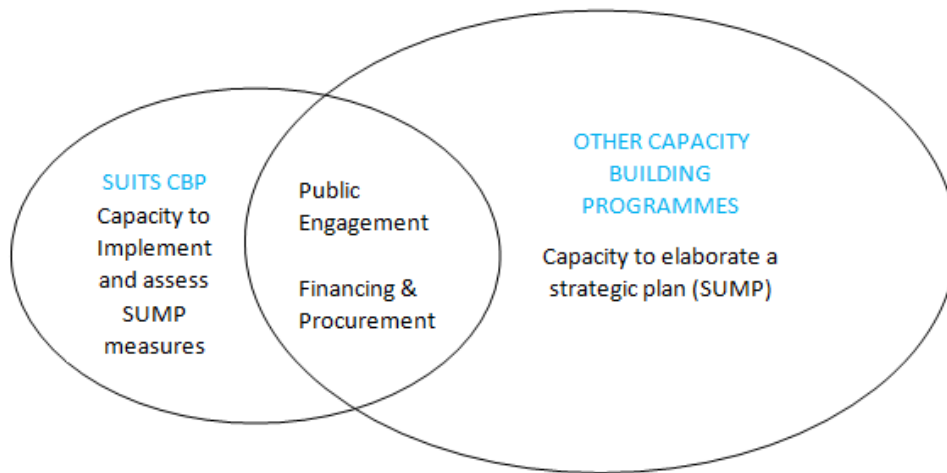 SUITS CBP
Capacity to
Implement
and assess
SUMP
measures
Public
Engagement
Financing &
Procurement
OTHER CAPACITY
BUILDING
PROGRAMMES
Capacity to elaborate a
strategic plan (SUMP)